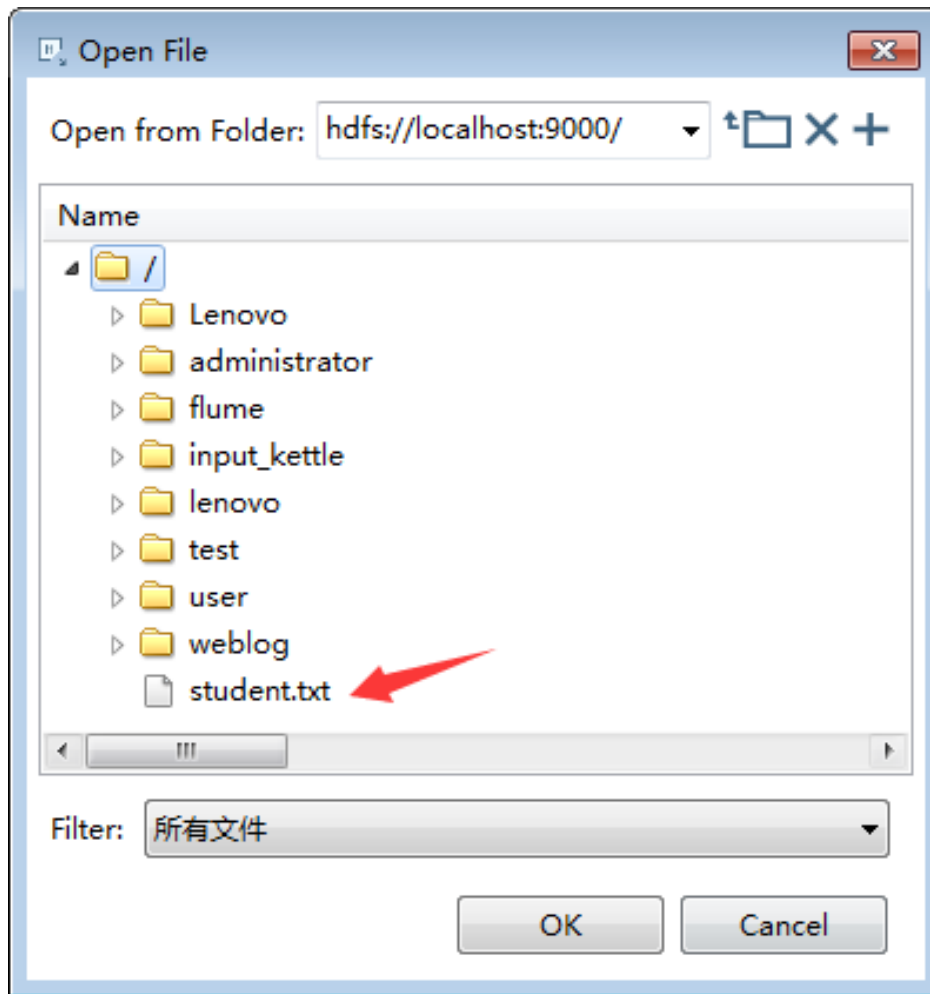 Open File
Open from Folder: hdfs://localhost:9000/
Name
/
Lenovo
administrator
flume
input_kettle
lenovo
test
user
weblog
student.txt
Filter: 所有文件
OK Cancel